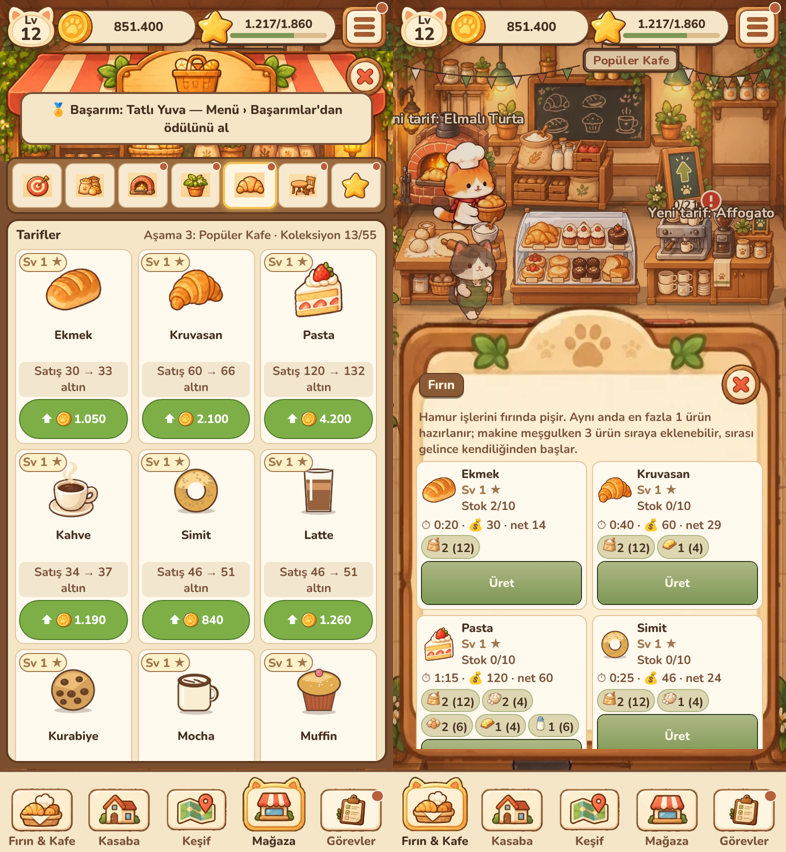 Lv
12
851.400
1.217/1.860
🏅 Başarım: Tatlı Yuva — Menü › Başarımlar'dan
ödülünü al
Tarifler
Aşama 3: Popüler Kafe · Koleksiyon 13/55
Sv 1 ★
Sv 1 ★
Sv 1 ★
Ekmek
Kruvasan
Pasta
Satış 30 → 33
altın
Satış 60 → 66
altın
Satış 120 → 132
altın
1.050
2.100
4.200
Sv 1 ★
Sv 1 ★
Sv 1 ★
Kahve
Simit
Latte
Satış 34 → 37
altın
Satış 46 → 51
altın
Satış 46 → 51
altın
1.190
840
1.260
Sv 1 ★
Sv 1 ★
Sv 1 ★
Kurabiye
Mocha
Muffin
Fırın & Kafe
Kasaba
Keşif
Mağaza
Görevler
Lv
12
851.400
1.217/1.860
Popüler Kafe
ni tarif: Elmalı Turta
Yeni tarif: Affogato
Fırın
Hamur işlerini fırında pişir. Aynı anda en fazla 1 ürün
hazırlanır; makine meşgulken 3 ürün sıraya eklenebilir, sırası
gelince kendiliğinden başlar.
Ekmek
Sv 1 ★
Stok 2/10
⏱ 0:20 · 💰 30 · net 14
2 (12)
Üret
Kruvasan
Sv 1 ★
Stok 0/10
⏱ 0:40 · 💰 60 · net 29
2 (12)
1 (4)
Üret
Pasta
Sv 1 ★
Stok 0/10
⏱ 1:15 · 💰 120 · net 60
2 (12)
2 (4)
2 (6)
1 (4)
1 (6)
Simit
Sv 1 ★
Stok 0/10
⏱ 0:25 · 💰 46 · net 24
2 (12)
1 (4)
Üret
Fırın & Kafe
Kasaba
Keşif
Mağaza
Görevler